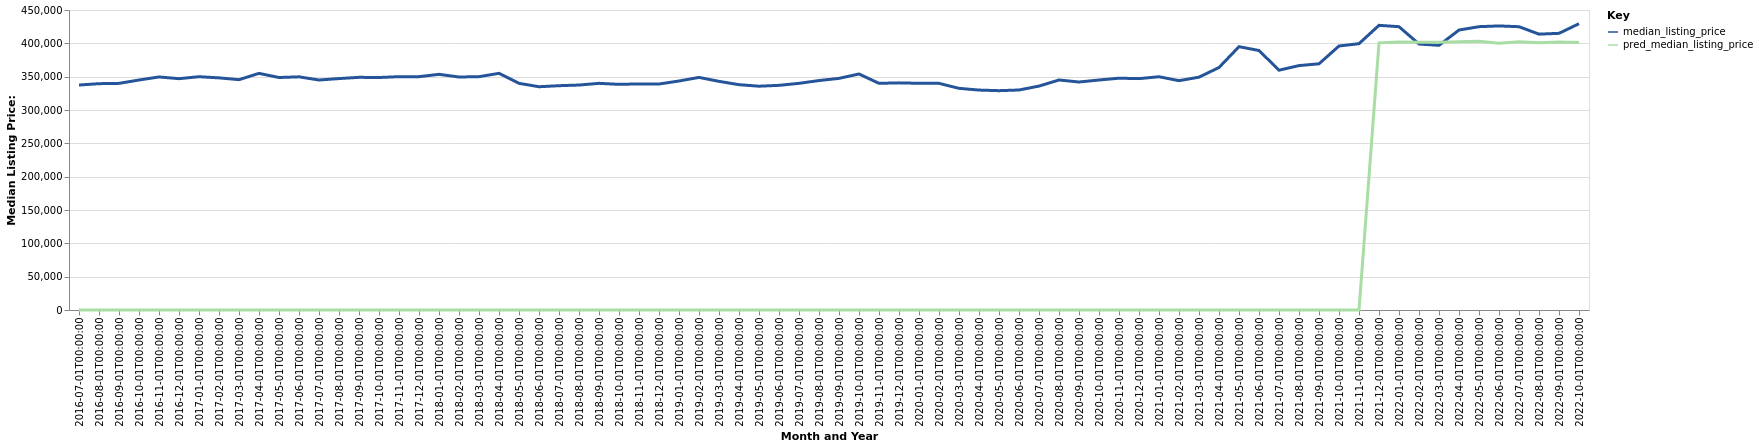 450,000
400,000
350,000
300,000
250,000
200,000
150,000
100,000
50,000
0
Median Listing Price:
2016-07-01T00:00:00
2016-08-01T00:00:00
2016-09-01T00:00:00
2016-10-01T00:00:00
2016-11-01T00:00:00
2016-12-01T00:00:00
2017-01-01T00:00:00
2017-02-01T00:00:00
2017-03-01T00:00:00
2017-04-01T00:00:00
2017-05-01T00:00:00
2017-06-01T00:00:00
2017-07-01T00:00:00
2017-08-01T00:00:00
2017-09-01T00:00:00
2017-10-01T00:00:00
2017-11-01T00:00:00
2017-12-01T00:00:00
2018-01-01T00:00:00
2018-02-01T00:00:00
2018-03-01T00:00:00
2018-04-01T00:00:00
2018-05-01T00:00:00
2018-06-01T00:00:00
2018-07-01T00:00:00
2018-08-01T00:00:00
2018-09-01T00:00:00
2018-10-01T00:00:00
2018-11-01T00:00:00
2018-12-01T00:00:00
2019-01-01T00:00:00
2019-02-01T00:00:00
2019-03-01T00:00:00
2019-04-01T00:00:00
2019-05-01T00:00:00
2019-06-01T00:00:00
2019-07-01T00:00:00
2019-08-01T00:00:00
2019-09-01T00:00:00
2019-10-01T00:00:00
2019-11-01T00:00:00
2019-12-01T00:00:00
2020-01-01T00:00:00
2020-02-01T00:00:00
2020-03-01T00:00:00
2020-04-01T00:00:00
2020-05-01T00:00:00
2020-06-01T00:00:00
2020-07-01T00:00:00
2020-08-01T00:00:00
2020-09-01T00:00:00
2020-10-01T00:00:00
2020-11-01T00:00:00
2020-12-01T00:00:00
2021-01-01T00:00:00
2021-02-01T00:00:00
2021-03-01T00:00:00
2021-04-01T00:00:00
2021-05-01T00:00:00
2021-06-01T00:00:00
2021-07-01T00:00:00
2021-08-01T00:00:00
2021-09-01T00:00:00
2021-10-01T00:00:00
2021-11-01T00:00:00
2021-12-01T00:00:00
2022-01-01T00:00:00
2022-02-01T00:00:00
2022-03-01T00:00:00
2022-04-01T00:00:00
2022-05-01T00:00:00
2022-06-01T00:00:00
2022-07-01T00:00:00
2022-08-01T00:00:00
2022-09-01T00:00:00
2022-10-01T00:00:00
Month and Year
Key
median_listing_price
pred_median_listing_price